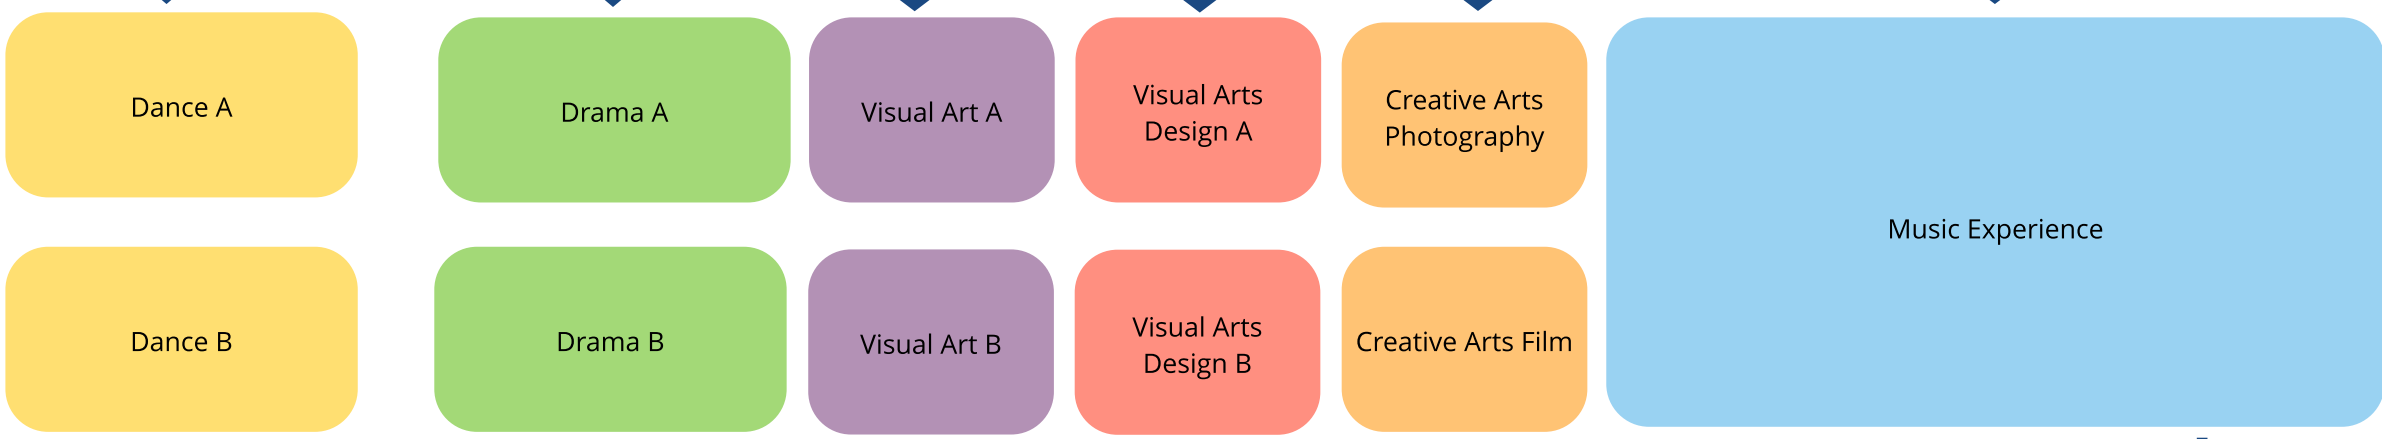 Dance A
Drama A
Visual Art A
Visual Arts
Design A
Creative Arts
Photography
Music Experience
Dance B
Drama B
Visual Art B
Visual Arts
Design B
Creative Arts Film